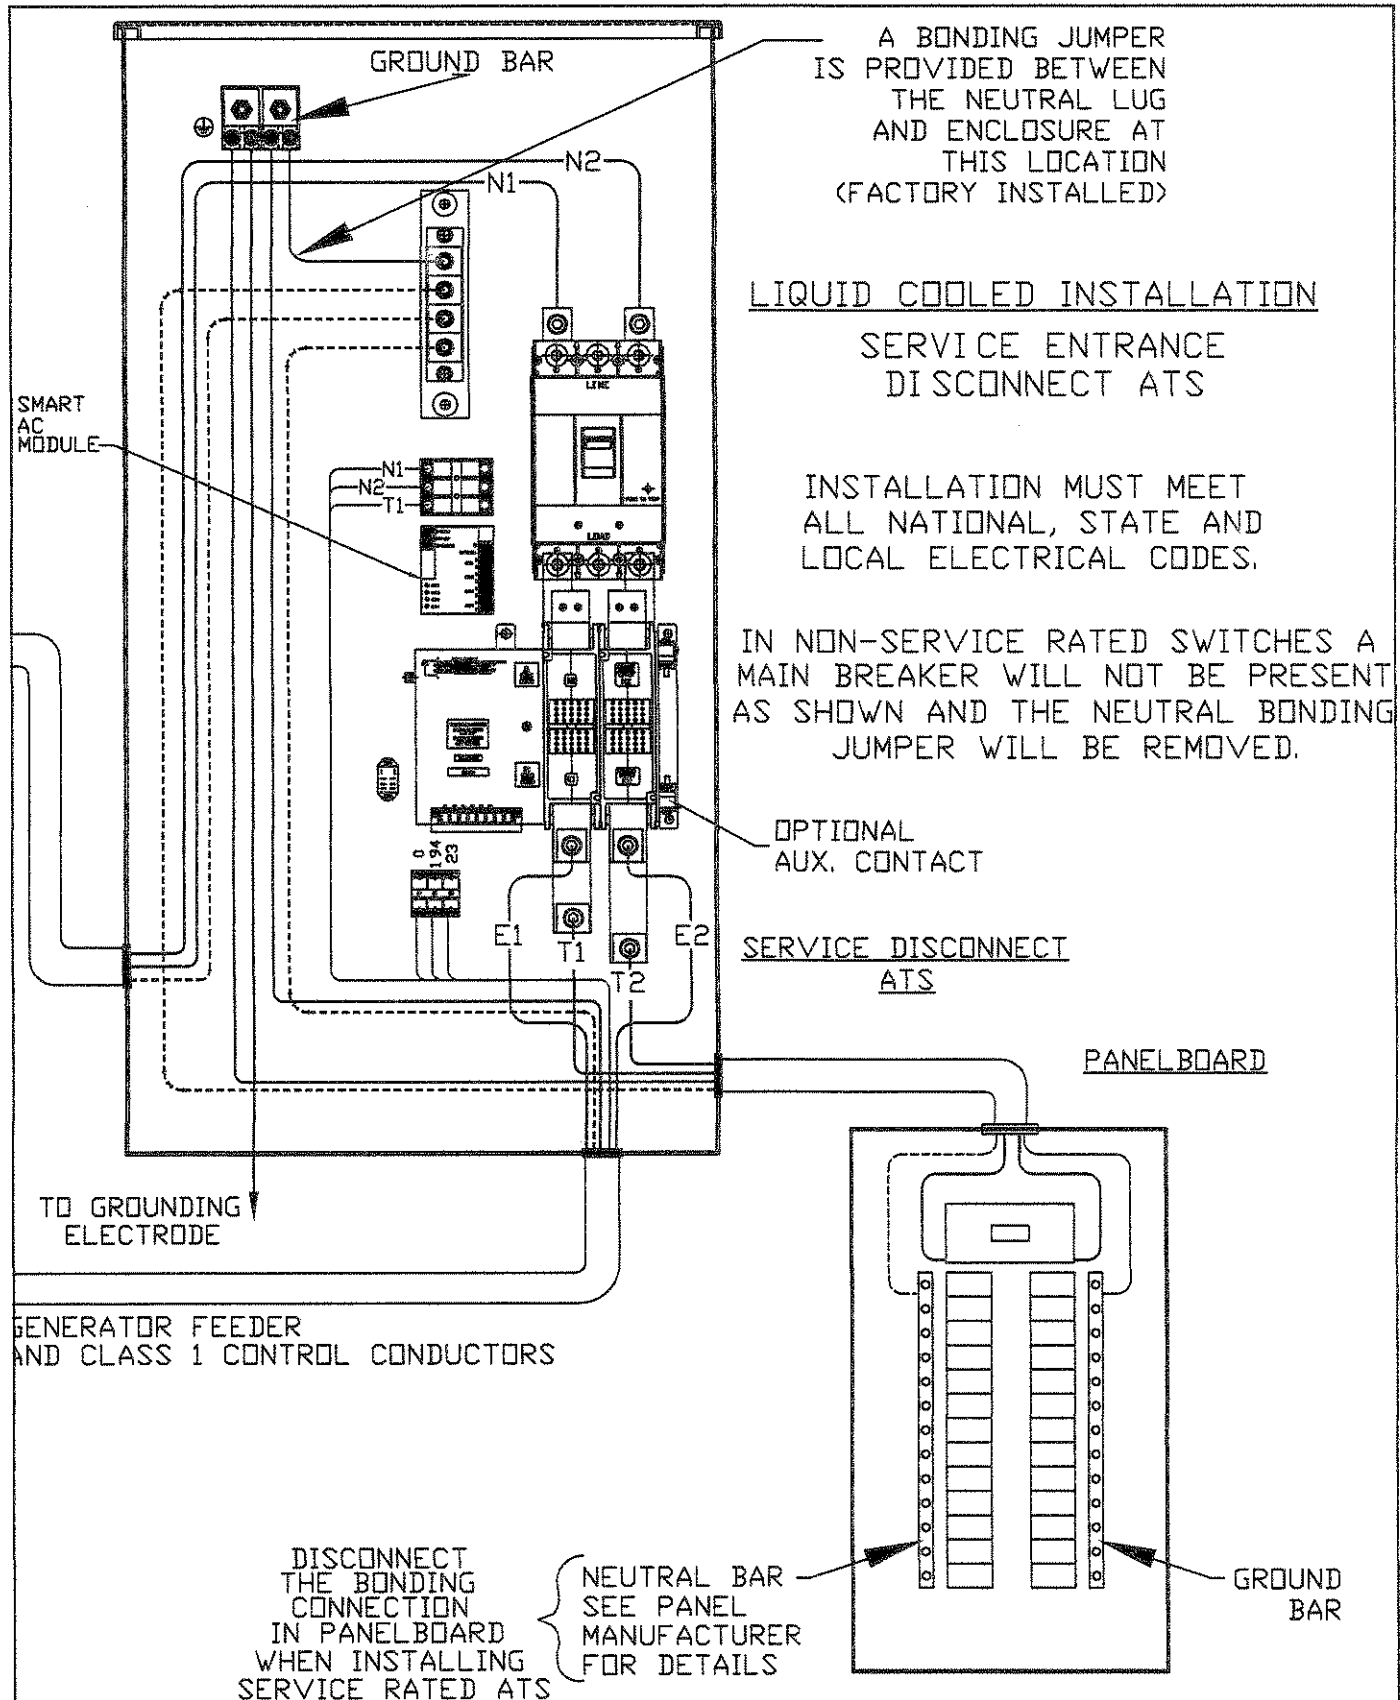 GROUND BAR
A BONDING JUMPER
IS PROVIDED BETWEEN
THE NEUTRAL LUG
AND ENCLOSURE AT
THIS LOCATION
(FACTORY INSTALLED)
N2
N1
LIQUID COOLED INSTALLATION
SERVICE ENTRANCE
DISCONNECT ATS
LINE
SMART
AC
MODULE
N1
N2
T1
LOAD
INSTALLATION MUST MEET
ALL NATIONAL, STATE AND
LOCAL ELECTRICAL CODES.
IN NON-SERVICE RATED SWITCHES A
MAIN BREAKER WILL NOT BE PRESENT
AS SHOWN AND THE NEUTRAL BONDING
JUMPER WILL BE REMOVED.
OPTIONAL
AUX. CONTACT
0
194
23
E1
T1
E2
T2
SERVICE DISCONNECT
ATS
PANELBOARD
TO GROUNDING
ELECTRODE
GENERATOR FEEDER
AND CLASS 1 CONTROL CONDUCTORS
DISCONNECT
THE BONDING
CONNECTION
IN PANELBOARD
WHEN INSTALLING
SERVICE RATED ATS
NEUTRAL BAR
SEE PANEL
MANUFACTURER
FOR DETAILS
GROUND
BAR